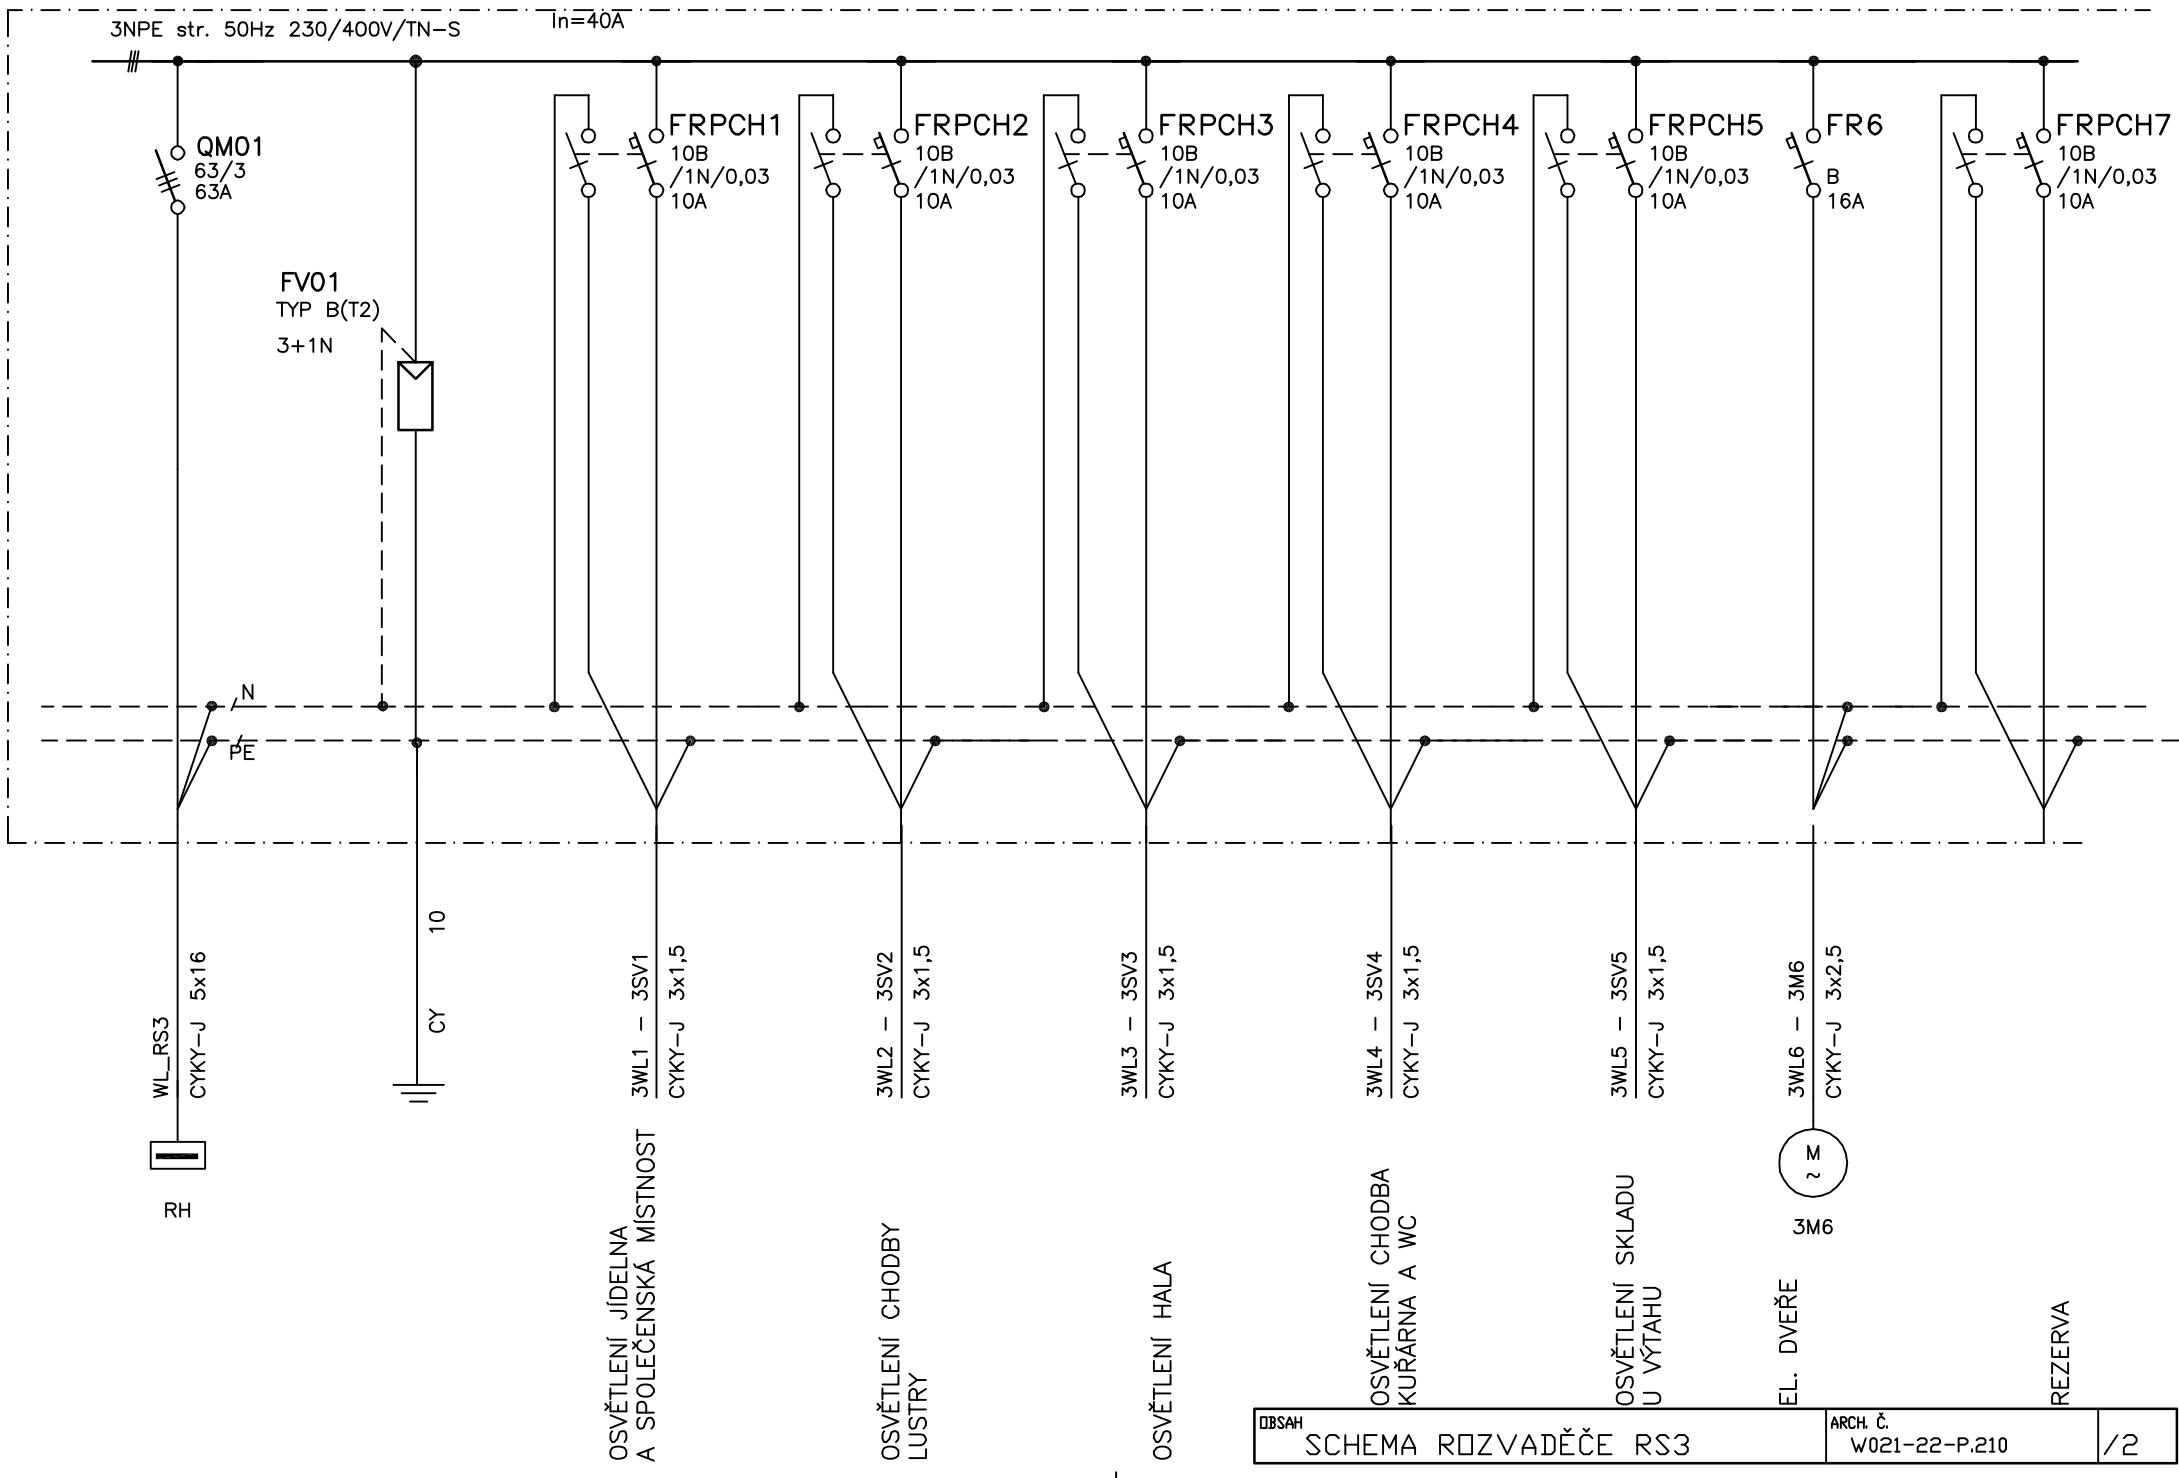 3NPE str. 50Hz 230/400V/TN-S
In=40A
QM01
63/3
63A
FV01
TYP B(T2)
3+1N
FRPCH1
10B
/1N/0,03
10A
FRPCH2
10B
/1N/0,03
10A
FRPCH3
10B
/1N/0,03
10A
FRPCH4
10B
/1N/0,03
10A
FRPCH5
10B
/1N/0,03
10A
FR6
B
16A
FRPCH7
10B
/1N/0,03
10A
N
PE
WL_RS3
CYKY-J 5x16
RH
CY 10
3WL1 - 3SV1
CYKY-J 3x1,5
OSVĚTLENÍ JÍDELNA
A SPOLEČENSKÁ MÍSTNOST
3WL2 - 3SV2
CYKY-J 3x1,5
OSVĚTLENÍ CHODBY
LUSTRY
3WL3 - 3SV3
CYKY-J 3x1,5
OSVĚTLENÍ HALA
3WL4 - 3SV4
CYKY-J 3x1,5
OSVĚTLENÍ CHODBA
KUŘÁRNA A WC
3WL5 - 3SV5
CYKY-J 3x1,5
OSVĚTLENÍ SKLADU
U VÝTAHU
3WL6 - 3M6
CYKY-J 3x2,5
M
~
3M6
EL. DVEŘE
REZERVA
OBSAH
SCHEMA ROZVADĚČE RS3
ARCH. Č.
W021-22-P.210
/2